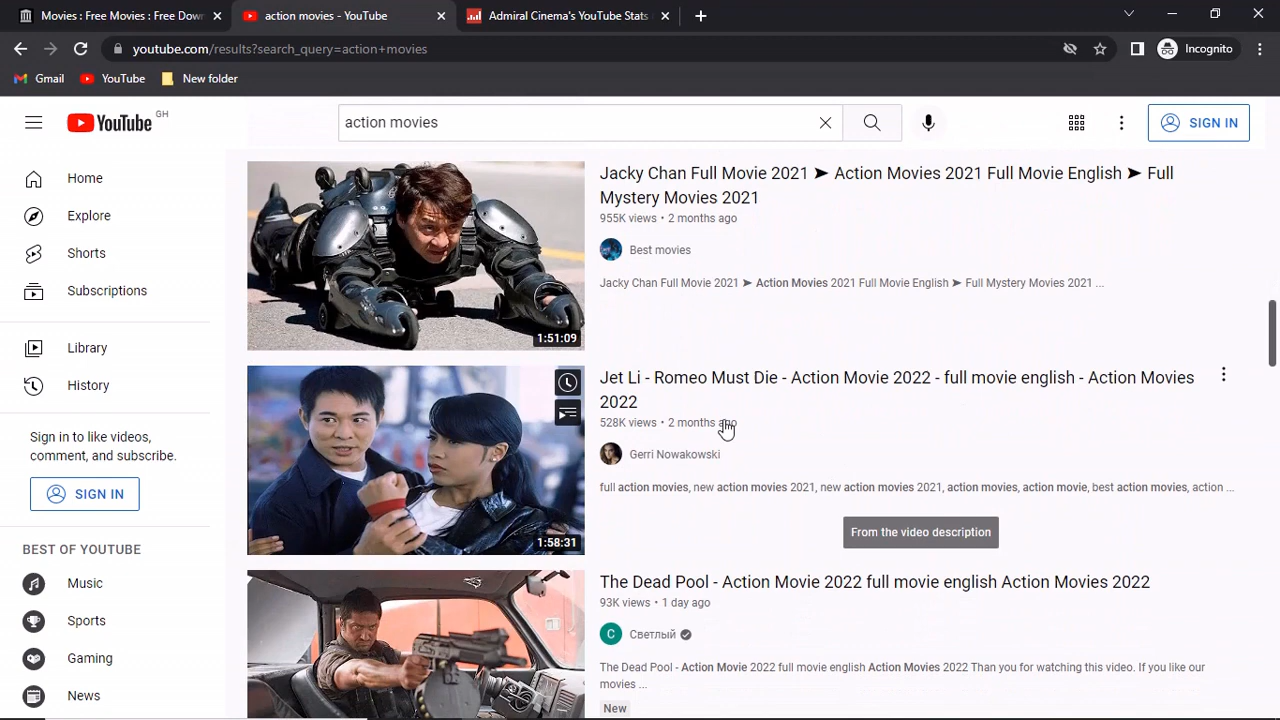 Movies : Free Movies : Free Dow
action movies - YouTube
Admiral Cinema's YouTube Stats
youtube.com/results?search_query=action+movies
Incognito
Gmail
YouTube
New folder
YouTube GH
action movies
SIGN IN
Home
Explore
Shorts
Subscriptions
Library
History
Sign in to like videos,
comment, and subscribe.
SIGN IN
BEST OF YOUTUBE
Music
Sports
Gaming
News
1:51:09
Jacky Chan Full Movie 2021 ➤ Action Movies 2021 Full Movie English ➤ Full
Mystery Movies 2021
955K views • 2 months ago
Best movies
Jacky Chan Full Movie 2021 ➤ Action Movies 2021 Full Movie English ➤ Full Mystery Movies 2021 ...
1:58:31
Jet Li - Romeo Must Die - Action Movie 2022 - full movie english - Action Movies
2022
528K views • 2 months ago
Gerri Nowakowski
full action movies, new action movies 2021, new action movies 2021, action movies, action movie, best action movies, action ...
From the video description
The Dead Pool - Action Movie 2022 full movie english Action Movies 2022
93K views • 1 day ago
C
Светлый
The Dead Pool - Action Movie 2022 full movie english Action Movies 2022 Than you for watching this video. If you like our
movies ...
New